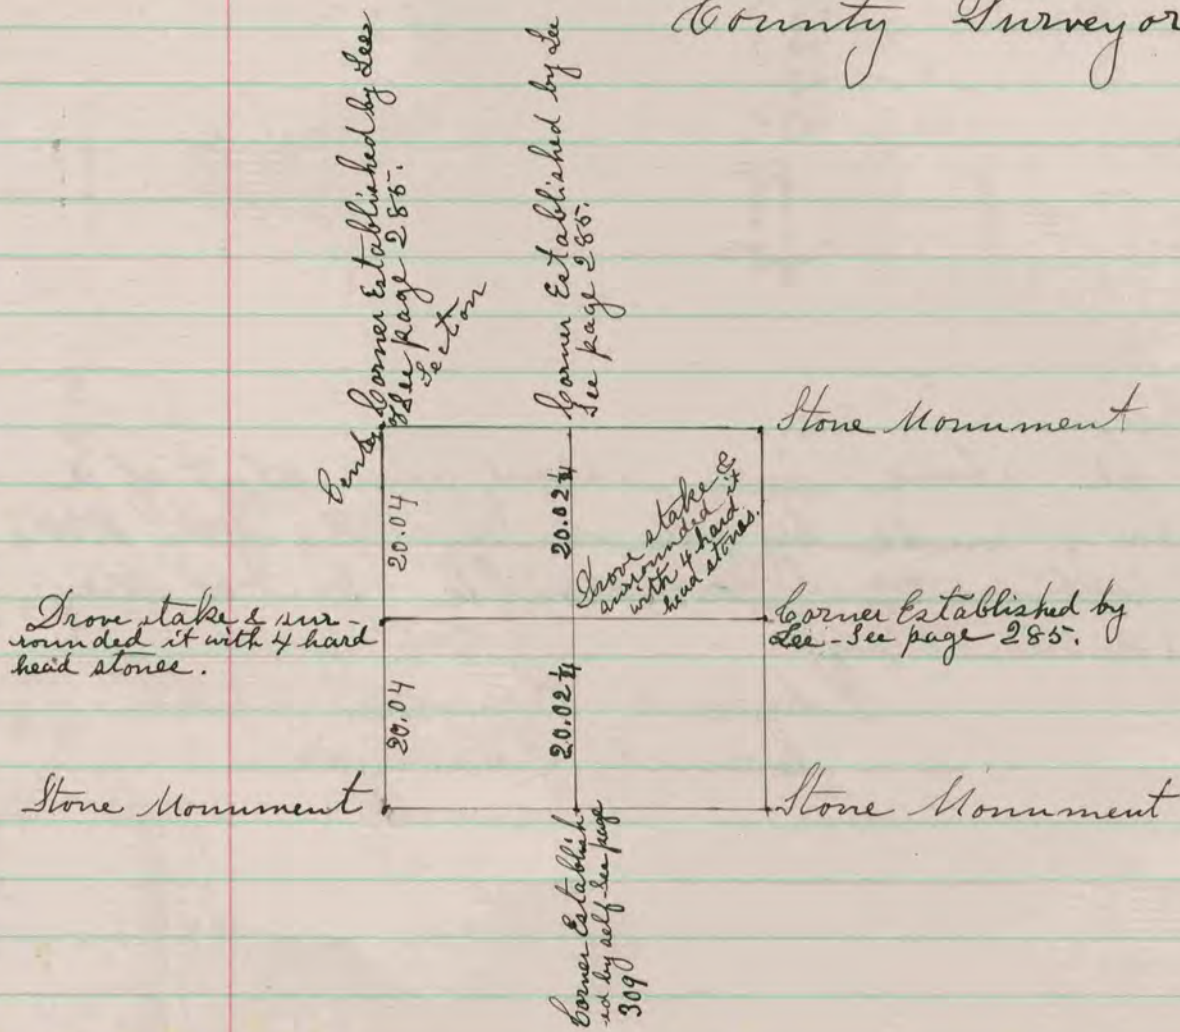 County Surveyor
Corner Established by Lee
See page 285.
Center of
Section
Corner Established by Lee
See page 285.
Stone Monument
20.04
20.02¼
Drove stake &
surrounded it
with 4 hard
head stones.
Drove stake & sur-
rounded it with 4 hard
head stones.
Corner Established by
Lee - See page 285.
20.04
20.02¼
Stone Monument
Stone Monument
Corner Establish-
ed by self - See page
309